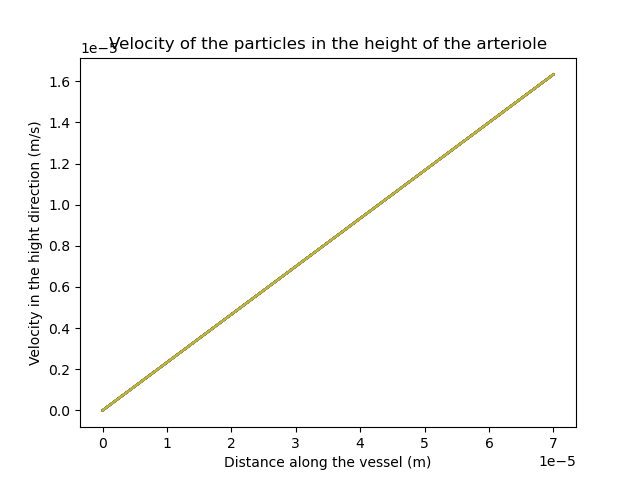 Velocity of the particles in the height of the arteriole
1e−5
1.6
1.4
1.2
1.0
0.8
0.6
0.4
0.2
0.0
Velocity in the hight direction (m/s)
0 1 2 3 4 5 6 7
1e−5
Distance along the vessel (m)